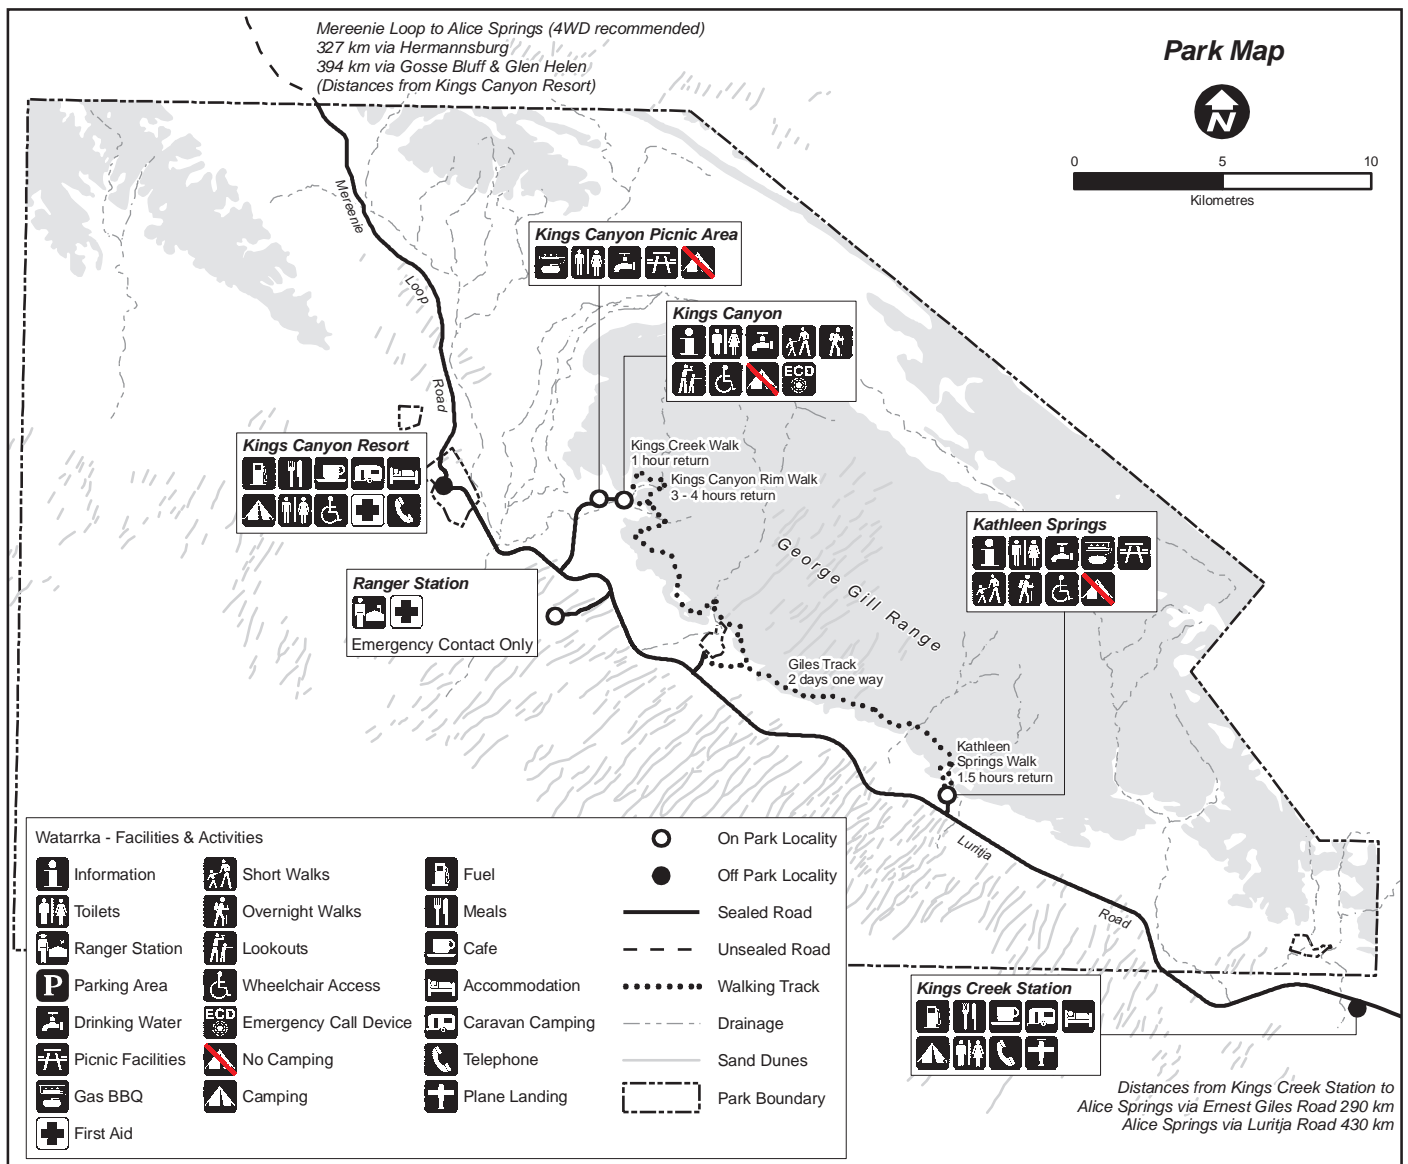 Mereenie Loop to Alice Springs (4WD recommended)
327 km via Hermannsburg
394 km via Gosse Bluff & Glen Helen
(Distances from Kings Canyon Resort)
Park Map
N
0 5 10
Kilometres
Mereenie
Loop
Road
Kings Canyon Picnic Area
Kings Canyon
ECD
Kings Canyon Resort
Kings Creek Walk
1 hour return
Kings Canyon Rim Walk
3 - 4 hours return
Kathleen Springs
George Gill Range
Ranger Station
Emergency Contact Only
Giles Track
2 days one way
Kathleen
Springs Walk
1.5 hours return
Luritja
Road
Kings Creek Station
Distances from Kings Creek Station to
Alice Springs via Ernest Giles Road 290 km
Alice Springs via Luritja Road 430 km
Watarrka - Facilities & Activities
Information
Toilets
Ranger Station
P Parking Area
Drinking Water
Picnic Facilities
Gas BBQ
First Aid
Short Walks
Overnight Walks
Lookouts
Wheelchair Access
ECD Emergency Call Device
No Camping
Camping
Fuel
Meals
Cafe
Accommodation
Caravan Camping
Telephone
Plane Landing
On Park Locality
Off Park Locality
Sealed Road
Unsealed Road
Walking Track
Drainage
Sand Dunes
Park Boundary